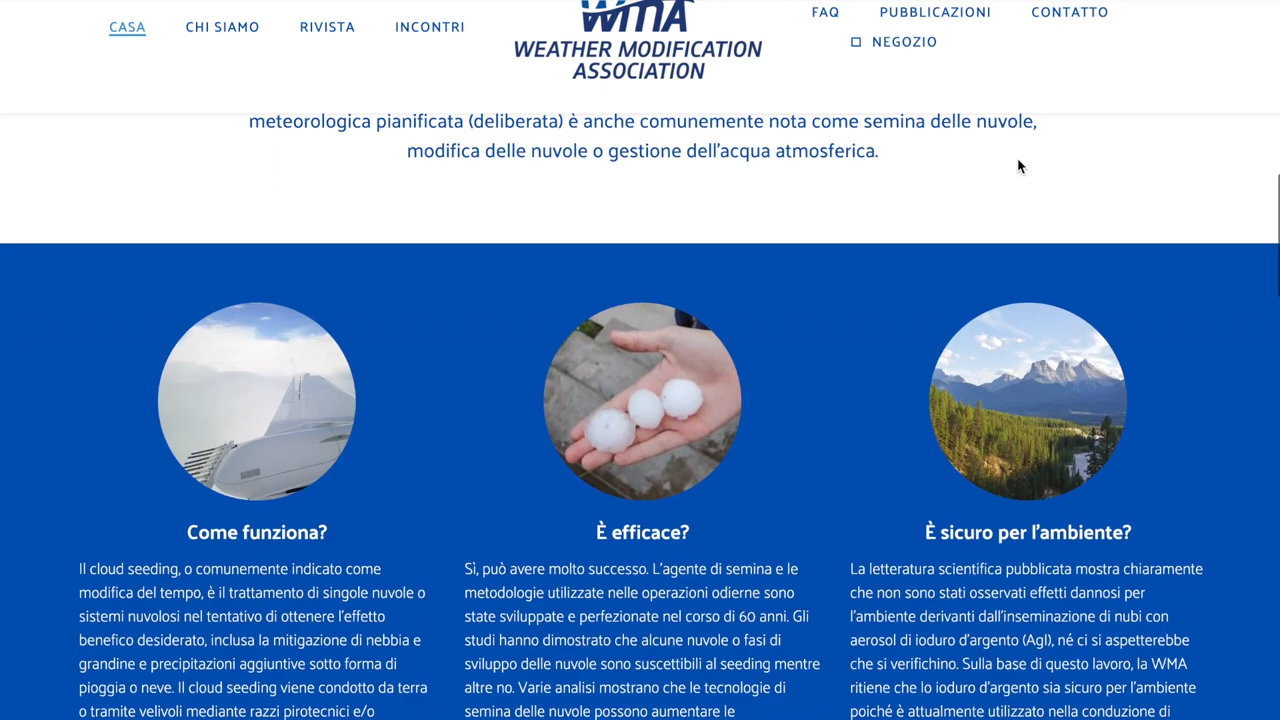 CASA
CHI SIAMO
RIVISTA
INCONTRI
WMA
WEATHER MODIFICATION
ASSOCIATION
FAQ
PUBBLICAZIONI
CONTATTO
NEGOZIO
meteorologica pianificata (deliberata) è anche comunemente nota come semina delle nuvole,
modifica delle nuvole o gestione dell'acqua atmosferica.
Come funziona?
Il cloud seeding, o comunemente indicato come
modifica del tempo, è il trattamento di singole nuvole o
sistemi nuvolosi nel tentativo di ottenere l'effetto
benefico desiderato, inclusa la mitigazione di nebbia e
grandine e precipitazioni aggiuntive sotto forma di
pioggia o neve. Il cloud seeding viene condotto da terra
o tramite velivoli mediante razzi pirotecnici e/o
È efficace?
Sì, può avere molto successo. L'agente di semina e le
metodologie utilizzate nelle operazioni odierne sono
state sviluppate e perfezionate nel corso di 60 anni. Gli
studi hanno dimostrato che alcune nuvole o fasi di
sviluppo delle nuvole sono suscettibili al seeding mentre
altre no. Varie analisi mostrano che le tecnologie di
semina delle nuvole possono aumentare le
È sicuro per l'ambiente?
La letteratura scientifica pubblicata mostra chiaramente
che non sono stati osservati effetti dannosi per
l'ambiente derivanti dall'inseminazione di nubi con
aerosol di ioduro d'argento (AgI), né ci si aspetterebbe
che si verifichino. Sulla base di questo lavoro, la WMA
ritiene che lo ioduro d'argento sia sicuro per l'ambiente
poiché è attualmente utilizzato nella conduzione di